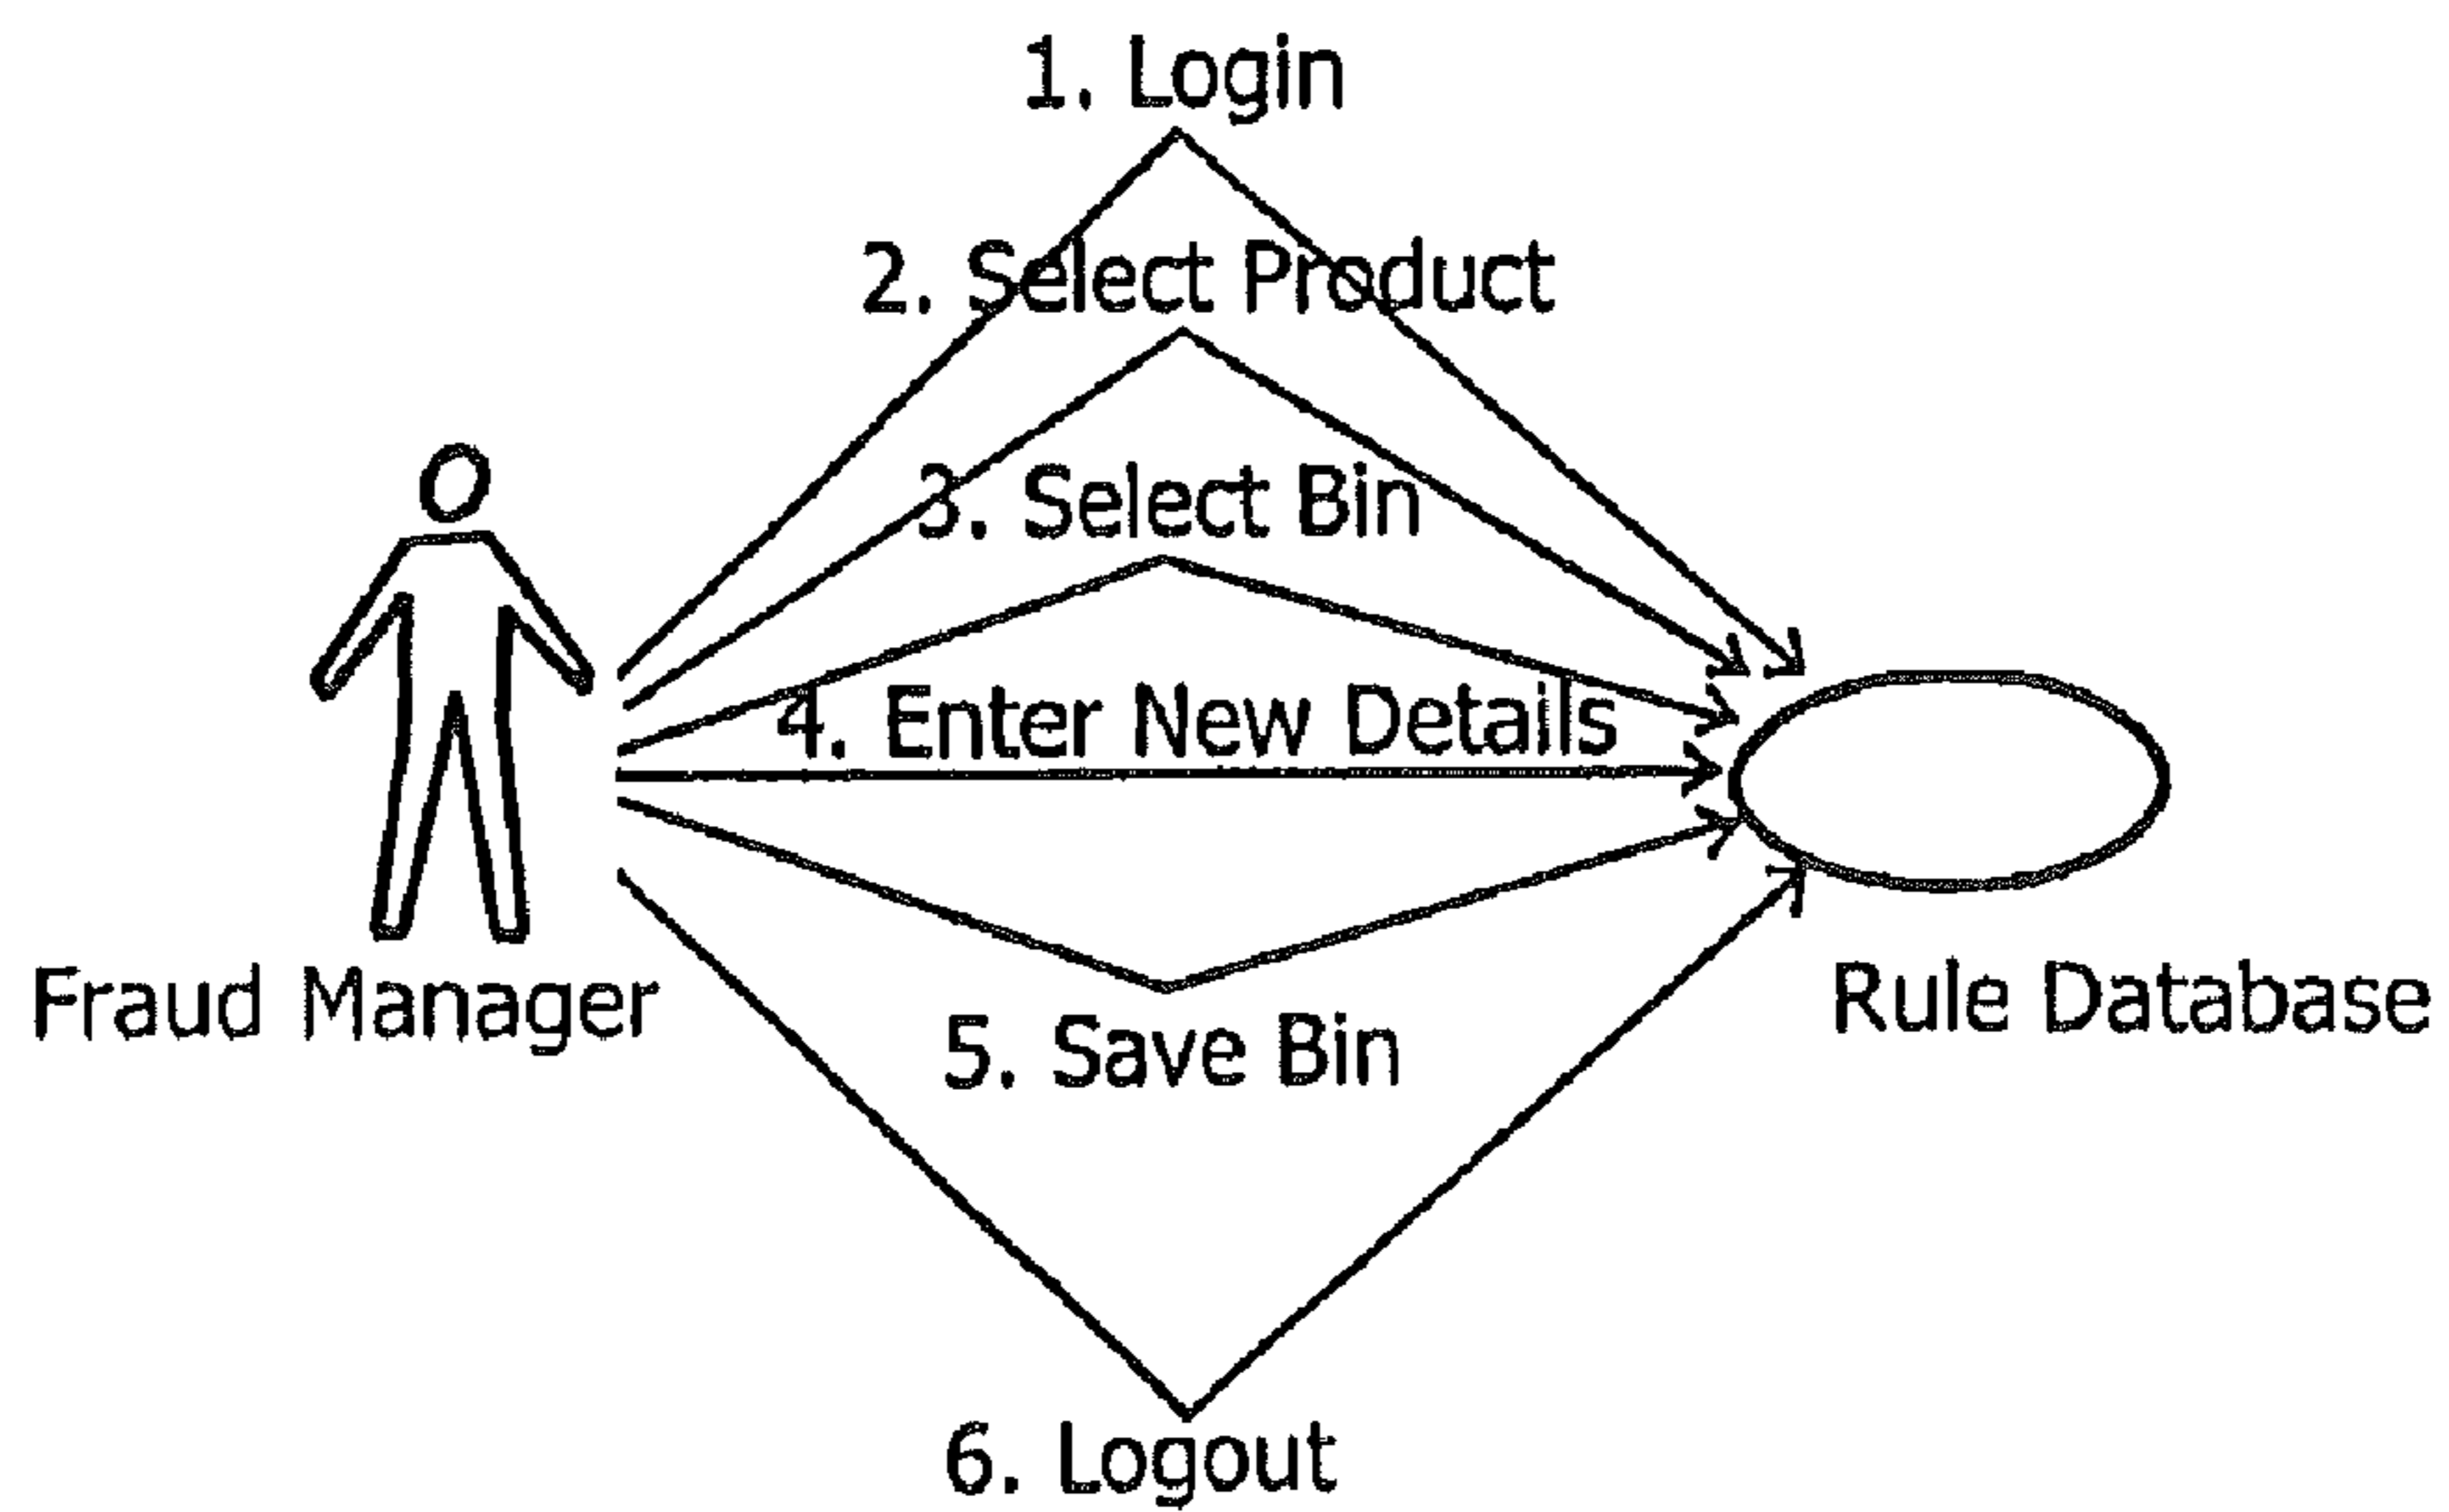 1. Login
2. Select Product
3. Select Bin
4. Enter New Details
Fraud Manager
Rule Database
5. Save Bin
6. Logout